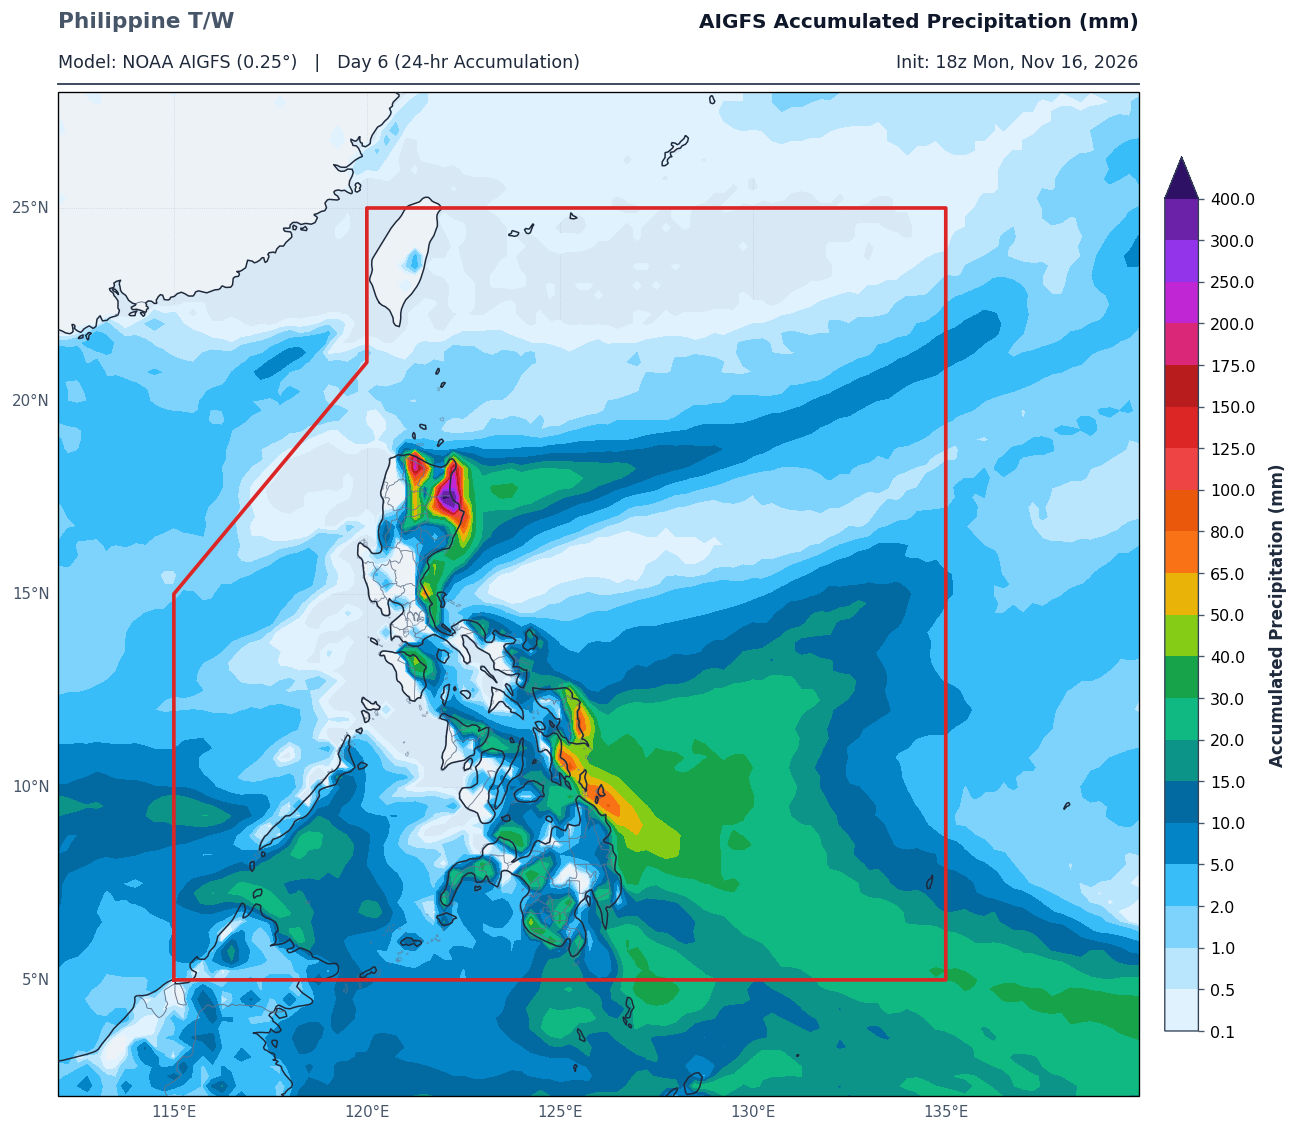 Philippine T/W
AIGFS Accumulated Precipitation (mm)
Model: NOAA AIGFS (0.25°)   |   Day 6 (24-hr Accumulation)
Init: 18z Mon, Nov 16, 2026
25°N
20°N
15°N
10°N
5°N
115°E
120°E
125°E
130°E
135°E
400.0
300.0
250.0
200.0
175.0
150.0
125.0
100.0
80.0
65.0
50.0
40.0
30.0
20.0
15.0
10.0
5.0
2.0
1.0
0.5
0.1
Accumulated Precipitation (mm)